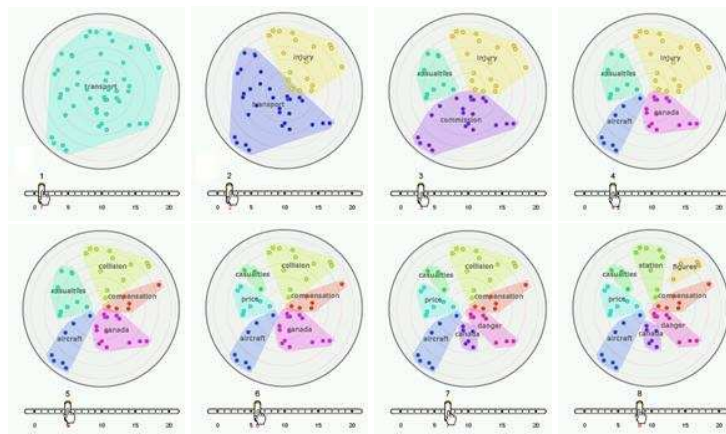 transport
1
0 5 10 15 20
injury
transport
2
0 5 10 15 20
injury
casualties
commission
3
0 5 10 15 20
injury
casualties
aircraft
canada
4
0 5 10 15 20
collision
casualties
compensation
canada
aircraft
5
0 5 10 15 20
collision
casualties
price
compensation
canada
aircraft
6
0 5 10 15 20
collision
casualties
price
compensation
danger
canada
aircraft
7
0 5 10 15 20
station
figures
casualties
price
compensation
danger
canada
aircraft
8
0 5 10 15 20